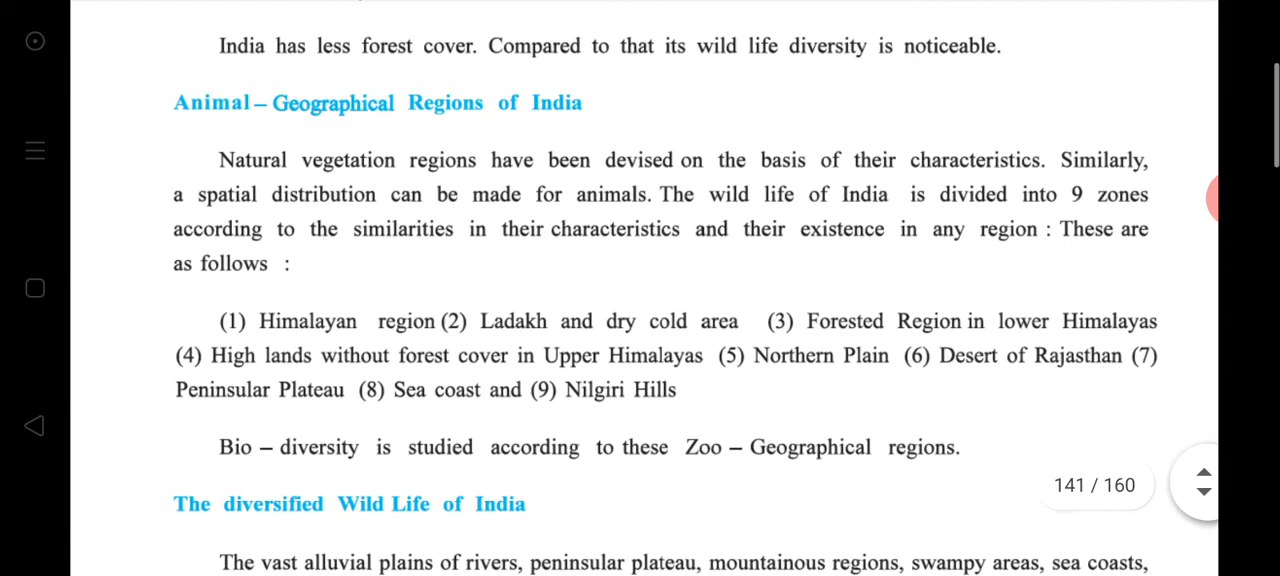 India has less forest cover. Compared to that its wild life diversity is noticeable.
Animal – Geographical Regions of India
Natural vegetation regions have been devised on the basis of their characteristics. Similarly,
a spatial distribution can be made for animals. The wild life of India is divided into 9 zones
according to the similarities in their characteristics and their existence in any region : These are
as follows :
(1) Himalayan region (2) Ladakh and dry cold area (3) Forested Region in lower Himalayas
(4) High lands without forest cover in Upper Himalayas (5) Northern Plain (6) Desert of Rajasthan (7)
Peninsular Plateau (8) Sea coast and (9) Nilgiri Hills
Bio – diversity is studied according to these Zoo – Geographical regions.
141 / 160
The diversified Wild Life of India
The vast alluvial plains of rivers, peninsular plateau, mountainous regions, swampy areas, sea coasts,